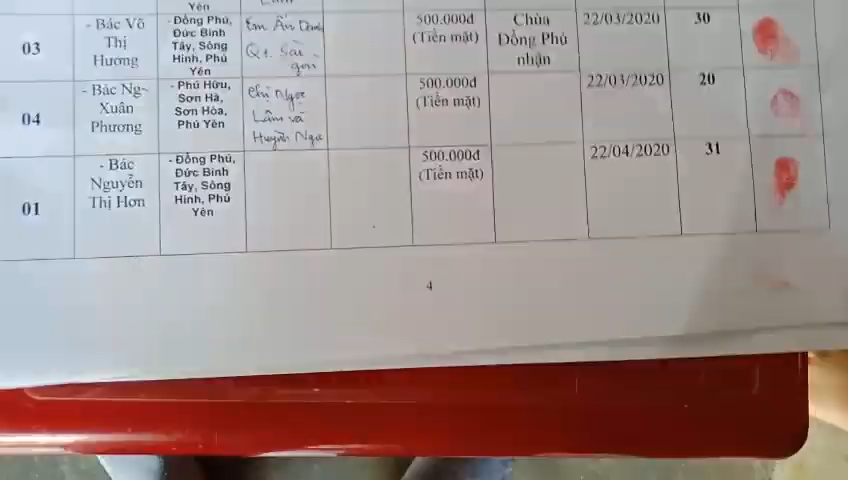 Yên
03
- Bác Võ
Thị
Hương
- Đồng Phú,
Đức Bình
Tây, Sông
Hinh, Phú
Yên
Em Ấn Danh
Q1. Sài
gòn
500.000đ
(Tiền mặt)
Chùa
Đồng Phú
nhận
22/03/2020
30
04
- Bác Ng~
Xuân
Phương
- Phú Hữu,
Sơn Hà,
Sơn Hòa,
Phú Yên
Chị Ngọc
Lâm và
Huỳnh Nga
500.000đ
(Tiền mặt)
22/03/2020
20
01
- Bác
Nguyễn
Thị Hơn
- Đồng Phú,
Đức Bình
Tây, Sông
Hinh, Phú
Yên
500.000đ
(Tiền mặt)
22/04/2020
31
4